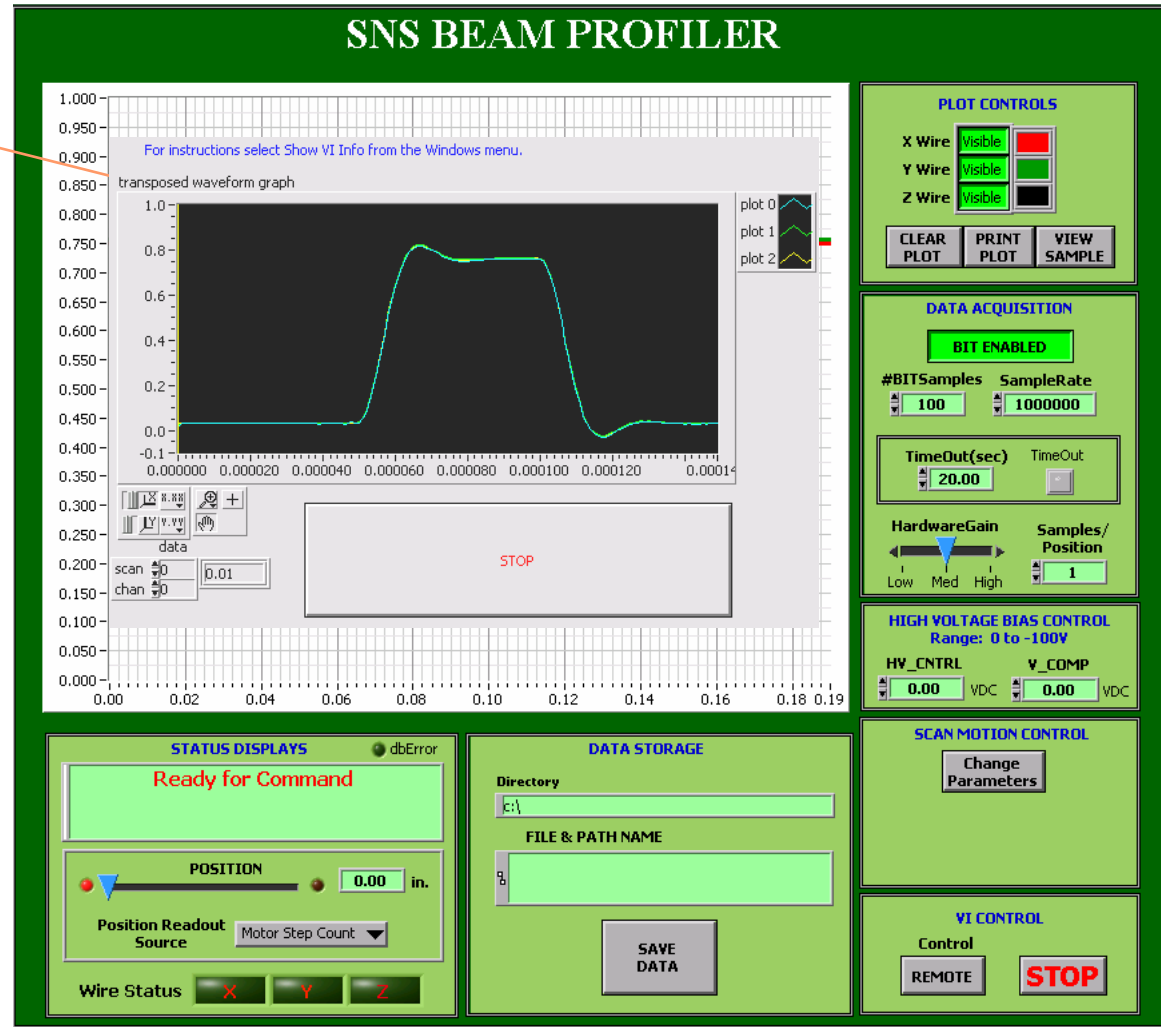 SNS BEAM PROFILER
1.000
0.950
0.900
0.850
0.800
0.750
0.700
0.650
0.600
0.550
0.500
0.450
0.400
0.350
0.300
0.250
0.200
0.150
0.100
0.050
0.000
0.00 0.02 0.04 0.06 0.08 0.10 0.12 0.14 0.16 0.18 0.19
For instructions select Show VI Info from the Windows menu.
transposed waveform graph
1.0
0.8
0.6
0.4
0.2
0.0
-0.1
0.000000 0.000020 0.000040 0.000060 0.000080 0.000100 0.000120 0.00014
plot 0
plot 1
plot 2
X X.XX
Y Y.YY
data
scan 0 0.01
chan 0
STOP
PLOT CONTROLS
X Wire Visible
Y Wire Visible
Z Wire Visible
CLEAR PLOT
PRINT PLOT
VIEW SAMPLE
DATA ACQUISITION
BIT ENABLED
#BITSamples SampleRate
100 1000000
TimeOut(sec) TimeOut
20.00
HardwareGain
Low Med High
Samples/
Position
1
HIGH VOLTAGE BIAS CONTROL
Range: 0 to -100V
HV_CNTRL V_COMP
0.00 VDC 0.00 VDC
SCAN MOTION CONTROL
Change
Parameters
VI CONTROL
Control
REMOTE STOP
STATUS DISPLAYS dbError
Ready for Command
POSITION
0.00 in.
Position Readout
Source
Motor Step Count
Wire Status X Y Z
DATA STORAGE
Directory
c:\
FILE & PATH NAME
SAVE
DATA